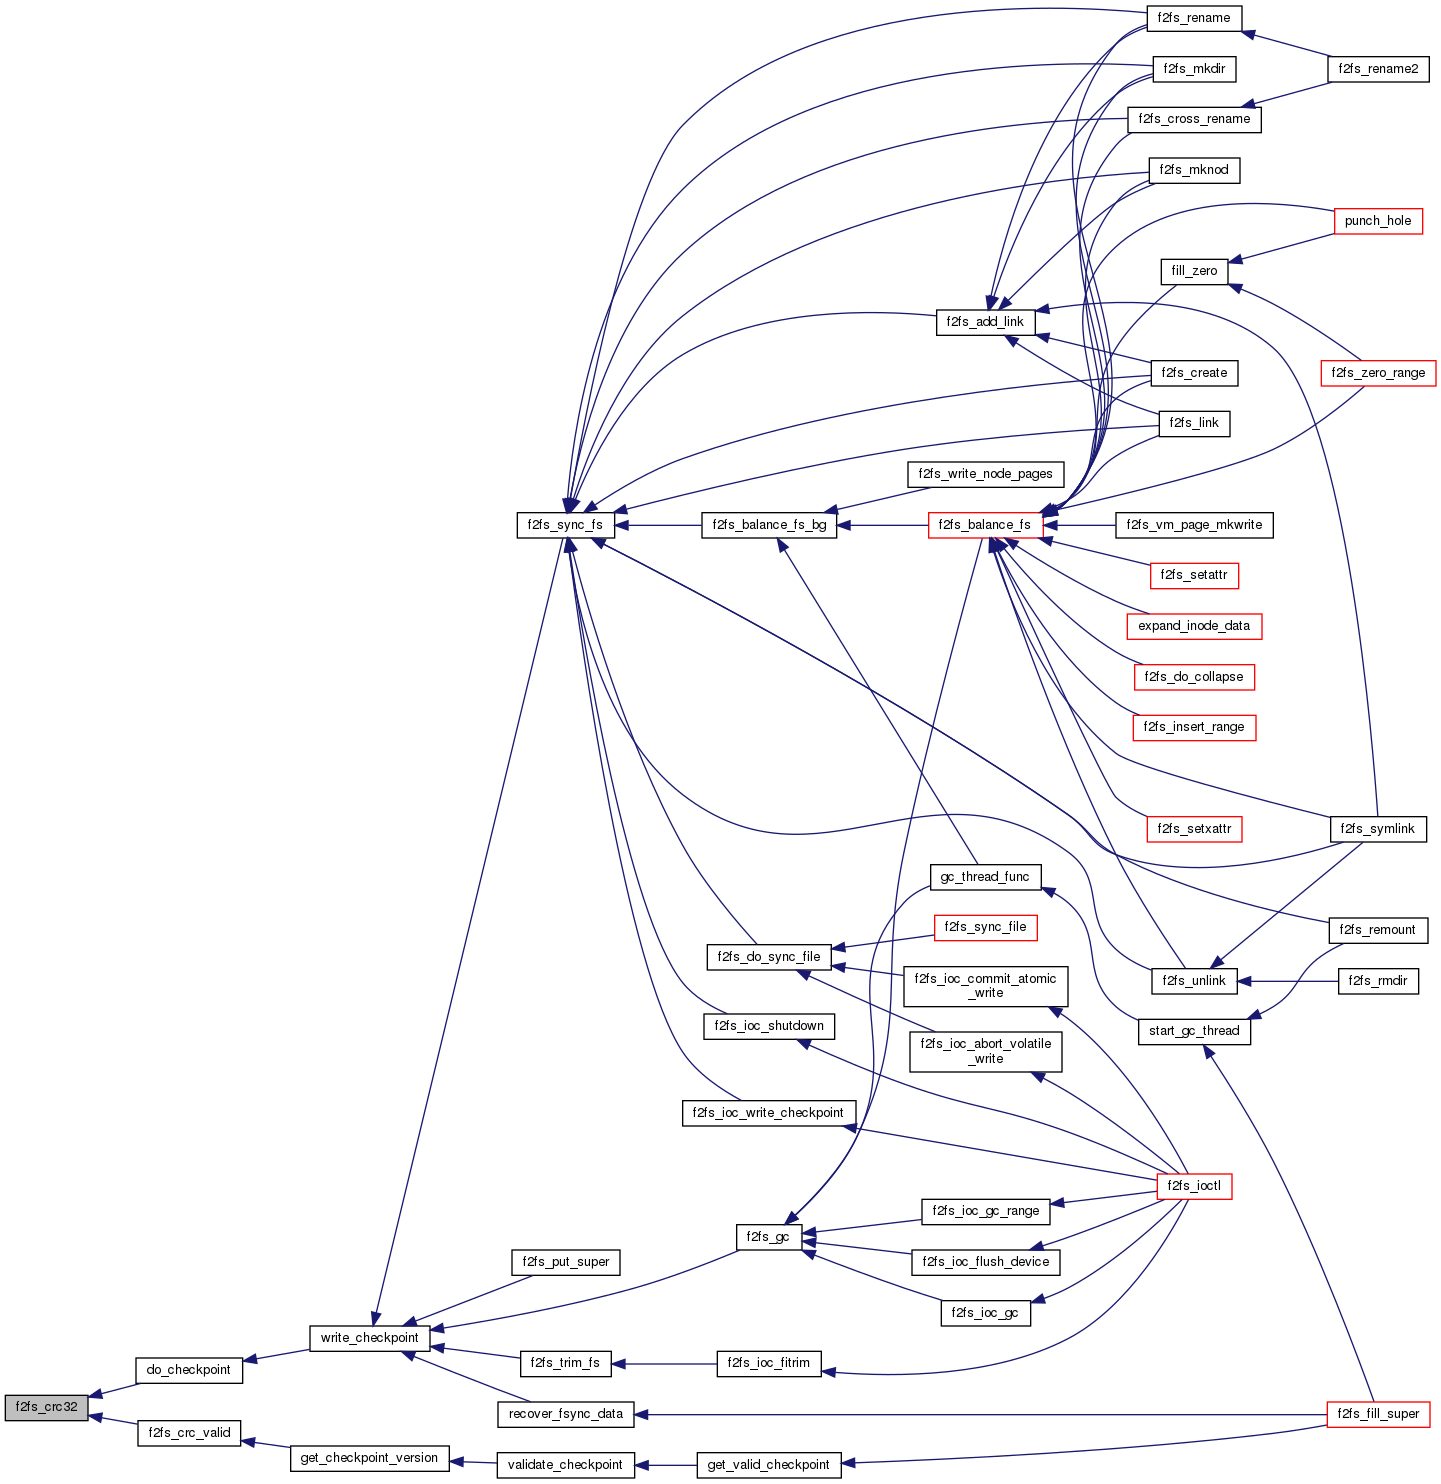 f2fs_rename
f2fs_mkdir
f2fs_rename2
f2fs_cross_rename
f2fs_mknod
punch_hole
fill_zero
f2fs_add_link
f2fs_create
f2fs_zero_range
f2fs_link
f2fs_write_node_pages
f2fs_sync_fs
f2fs_balance_fs_bg
f2fs_balance_fs
f2fs_vm_page_mkwrite
f2fs_setattr
expand_inode_data
f2fs_do_collapse
f2fs_insert_range
f2fs_setxattr
f2fs_symlink
gc_thread_func
f2fs_sync_file
f2fs_remount
f2fs_do_sync_file
f2fs_ioc_commit_atomic
_write
f2fs_unlink
f2fs_rmdir
f2fs_ioc_shutdown
start_gc_thread
f2fs_ioc_abort_volatile
_write
f2fs_ioc_write_checkpoint
f2fs_ioctl
f2fs_ioc_gc_range
f2fs_gc
f2fs_put_super
f2fs_ioc_flush_device
f2fs_ioc_gc
write_checkpoint
f2fs_trim_fs
f2fs_ioc_fitrim
do_checkpoint
f2fs_crc32
recover_fsync_data
f2fs_fill_super
f2fs_crc_valid
get_checkpoint_version
validate_checkpoint
get_valid_checkpoint